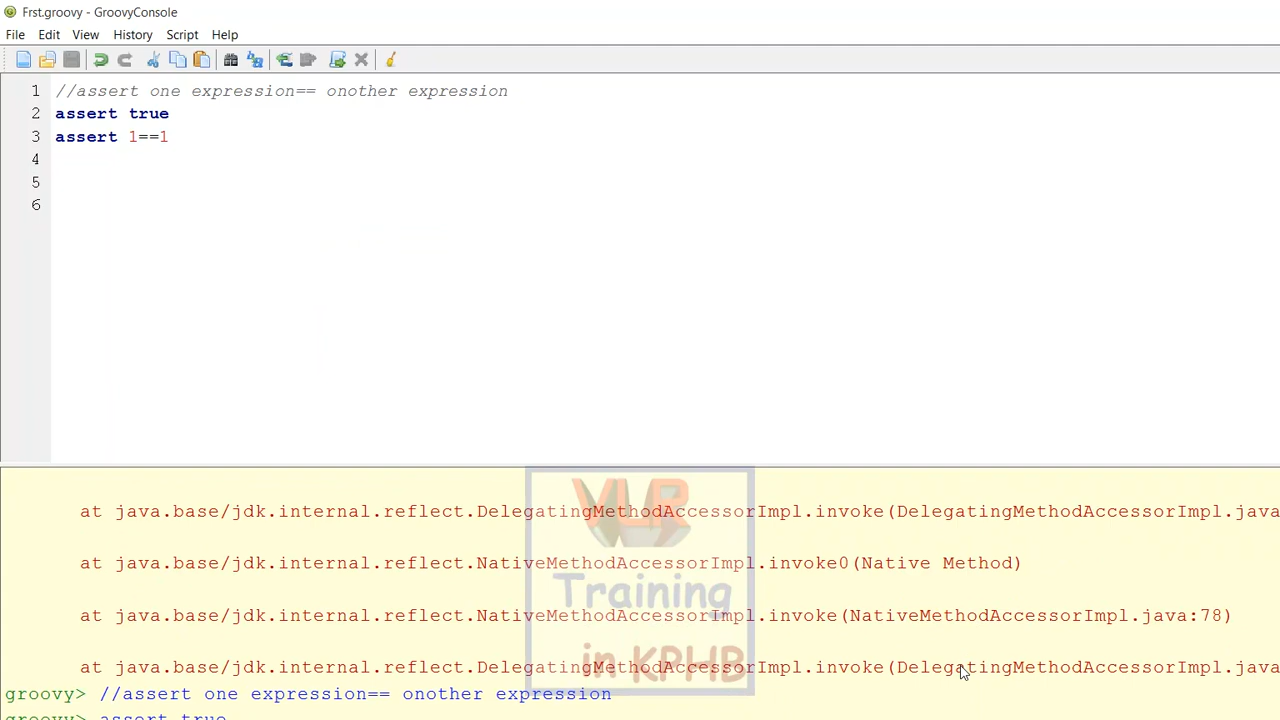 Frst.groovy - GroovyConsole
File Edit View History Script Help
1 //assert one expression== onother expression
2 assert true
3 assert 1==1
4
5
6
at java.base/jdk.internal.reflect.DelegatingMethodAccessorImpl.invoke(DelegatingMethodAccessorImpl.java
at java.base/jdk.internal.reflect.NativeMethodAccessorImpl.invoke0(Native Method)
at java.base/jdk.internal.reflect.NativeMethodAccessorImpl.invoke(NativeMethodAccessorImpl.java:78)
at java.base/jdk.internal.reflect.DelegatingMethodAccessorImpl.invoke(DelegatingMethodAccessorImpl.java
groovy> //assert one expression== onother expression
groovy> assert true
VLR
Training
in KPHB